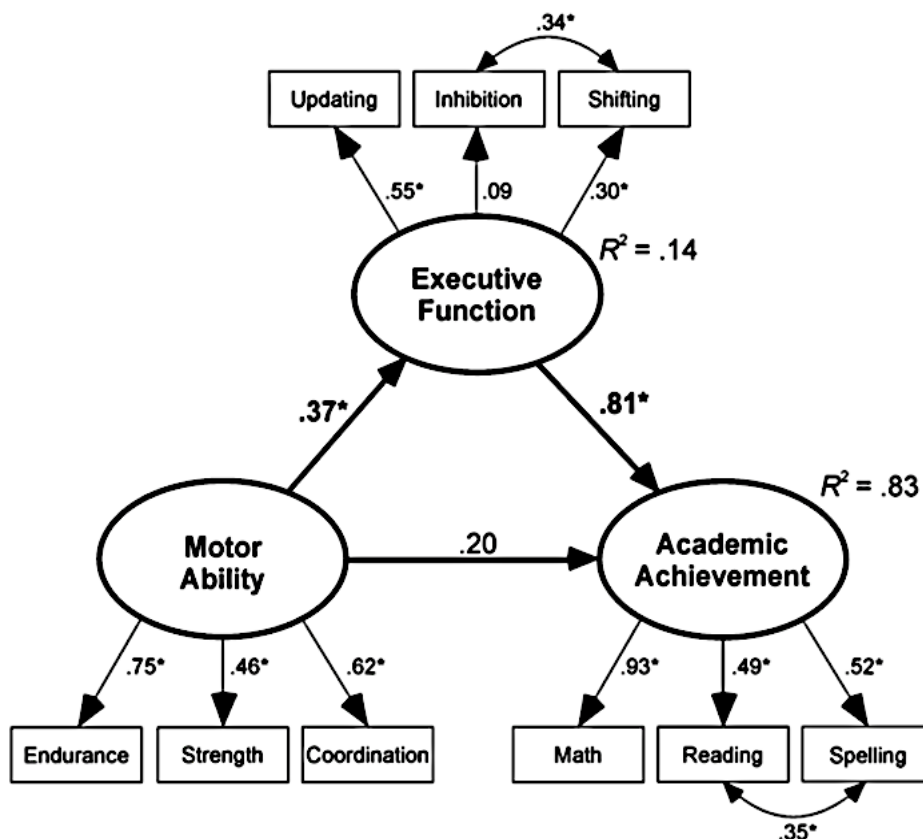 .34*
Updating
Inhibition
Shifting
.55*
.09
.30*
R² = .14
Executive
Function
.37*
.81*
R² = .83
Motor
Ability
.20
Academic
Achievement
.75*
.46*
.62*
.93*
.49*
.52*
Endurance
Strength
Coordination
Math
Reading
Spelling
.35*